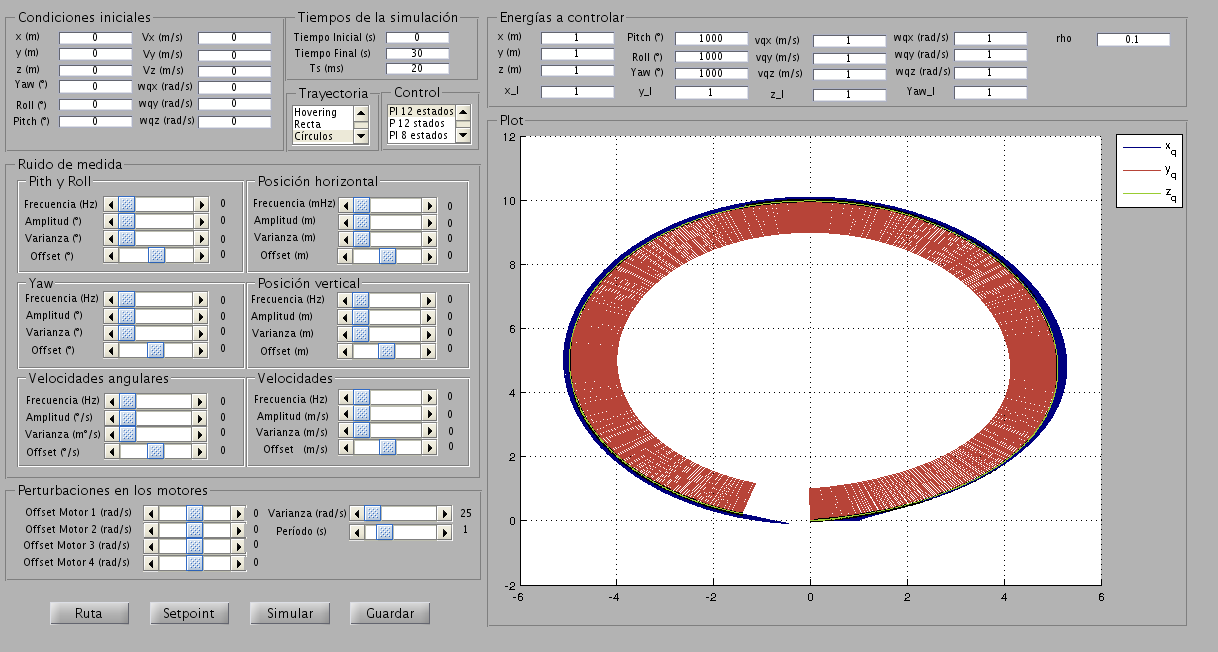 Condiciones iniciales
x (m) 0 Vx (m/s) 0
y (m) 0 Vy (m/s) 0
z (m) 0 Vz (m/s) 0
Yaw (°) 0 wqx (rad/s) 0
Roll (°) 0 wqy (rad/s) 0
Pitch (°) 0 wqz (rad/s) 0
Tiempos de la simulación
Tiempo Inicial (s) 0
Tiempo Final (s) 30
Ts (ms) 20
Trayectoria
Hovering
Recta
Círculos
Control
PI 12 estados
P 12 stados
PI 8 estados
Energías a controlar
x (m) 1 Pitch (°) 1000 vqx (m/s) 1 wqx (rad/s) 1 rho 0.1
y (m) 1 Roll (°) 1000 vqy (m/s) 1 wqy (rad/s) 1
z (m) 1 Yaw (°) 1000 vqz (m/s) 1 wqz (rad/s) 1
x_I 1 y_I 1 z_I 1 Yaw_I 1
Ruido de medida
Pith y Roll
Frecuencia (Hz) 0
Amplitud (°) 0
Varianza (°) 0
Offset (°) 0
Posición horizontal
Frecuencia (mHz) 0
Amplitud (m) 0
Varianza (m) 0
Offset (m) 0
Yaw
Frecuencia (Hz) 0
Amplitud (°) 0
Varianza (°) 0
Offset (°) 0
Posición vertical
Frecuencia (Hz) 0
Amplitud (m) 0
Varianza (m) 0
Offset (m) 0
Velocidades angulares
Frecuencia (Hz) 0
Amplitud (°/s) 0
Varianza (m°/s) 0
Offset (°/s) 0
Velocidades
Frecuencia (Hz) 0
Amplitud (m/s) 0
Varianza (m/s) 0
Offset (m/s) 0
Perturbaciones en los motores
Offset Motor 1 (rad/s) 0 Varianza (rad/s) 25
Offset Motor 2 (rad/s) 0 Período (s) 1
Offset Motor 3 (rad/s) 0
Offset Motor 4 (rad/s) 0
Ruta Setpoint Simular Guardar
Plot
12
10
8
6
4
2
0
-2
-6 -4 -2 0 2 4 6
x_q
y_q
z_q